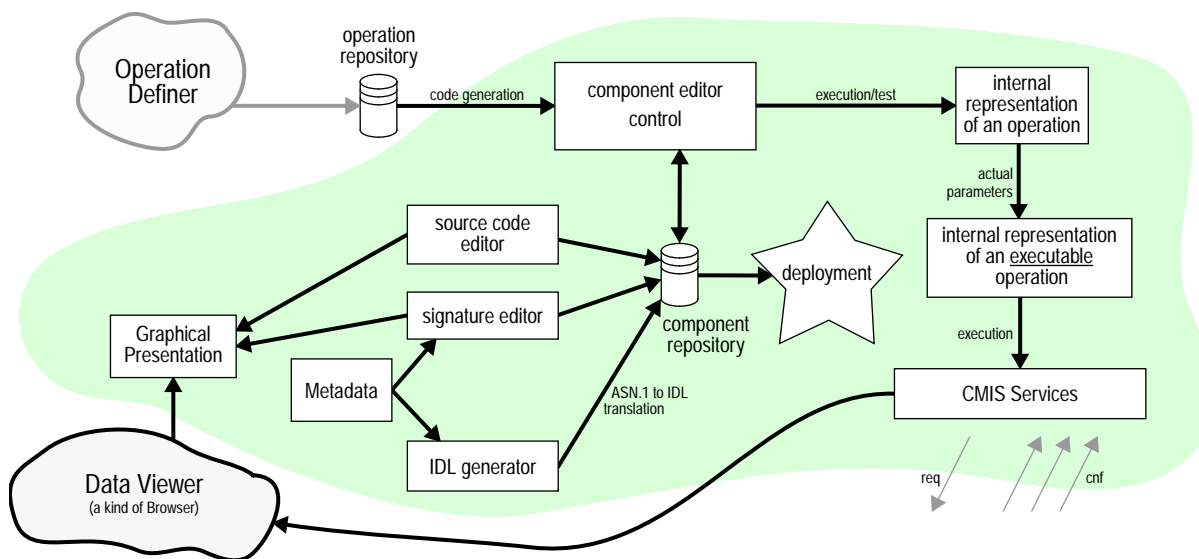 Operation
Definer
operation
repository
code generation
component editor
control
execution/test
internal
representation
of an operation
actual
parameters
internal representation
of an executable
operation
execution
CMIS Services
req
cnf
source code
editor
signature editor
component
repository
deployment
Graphical
Presentation
Metadata
ASN.1 to IDL
translation
IDL generator
Data Viewer
(a kind of Browser)